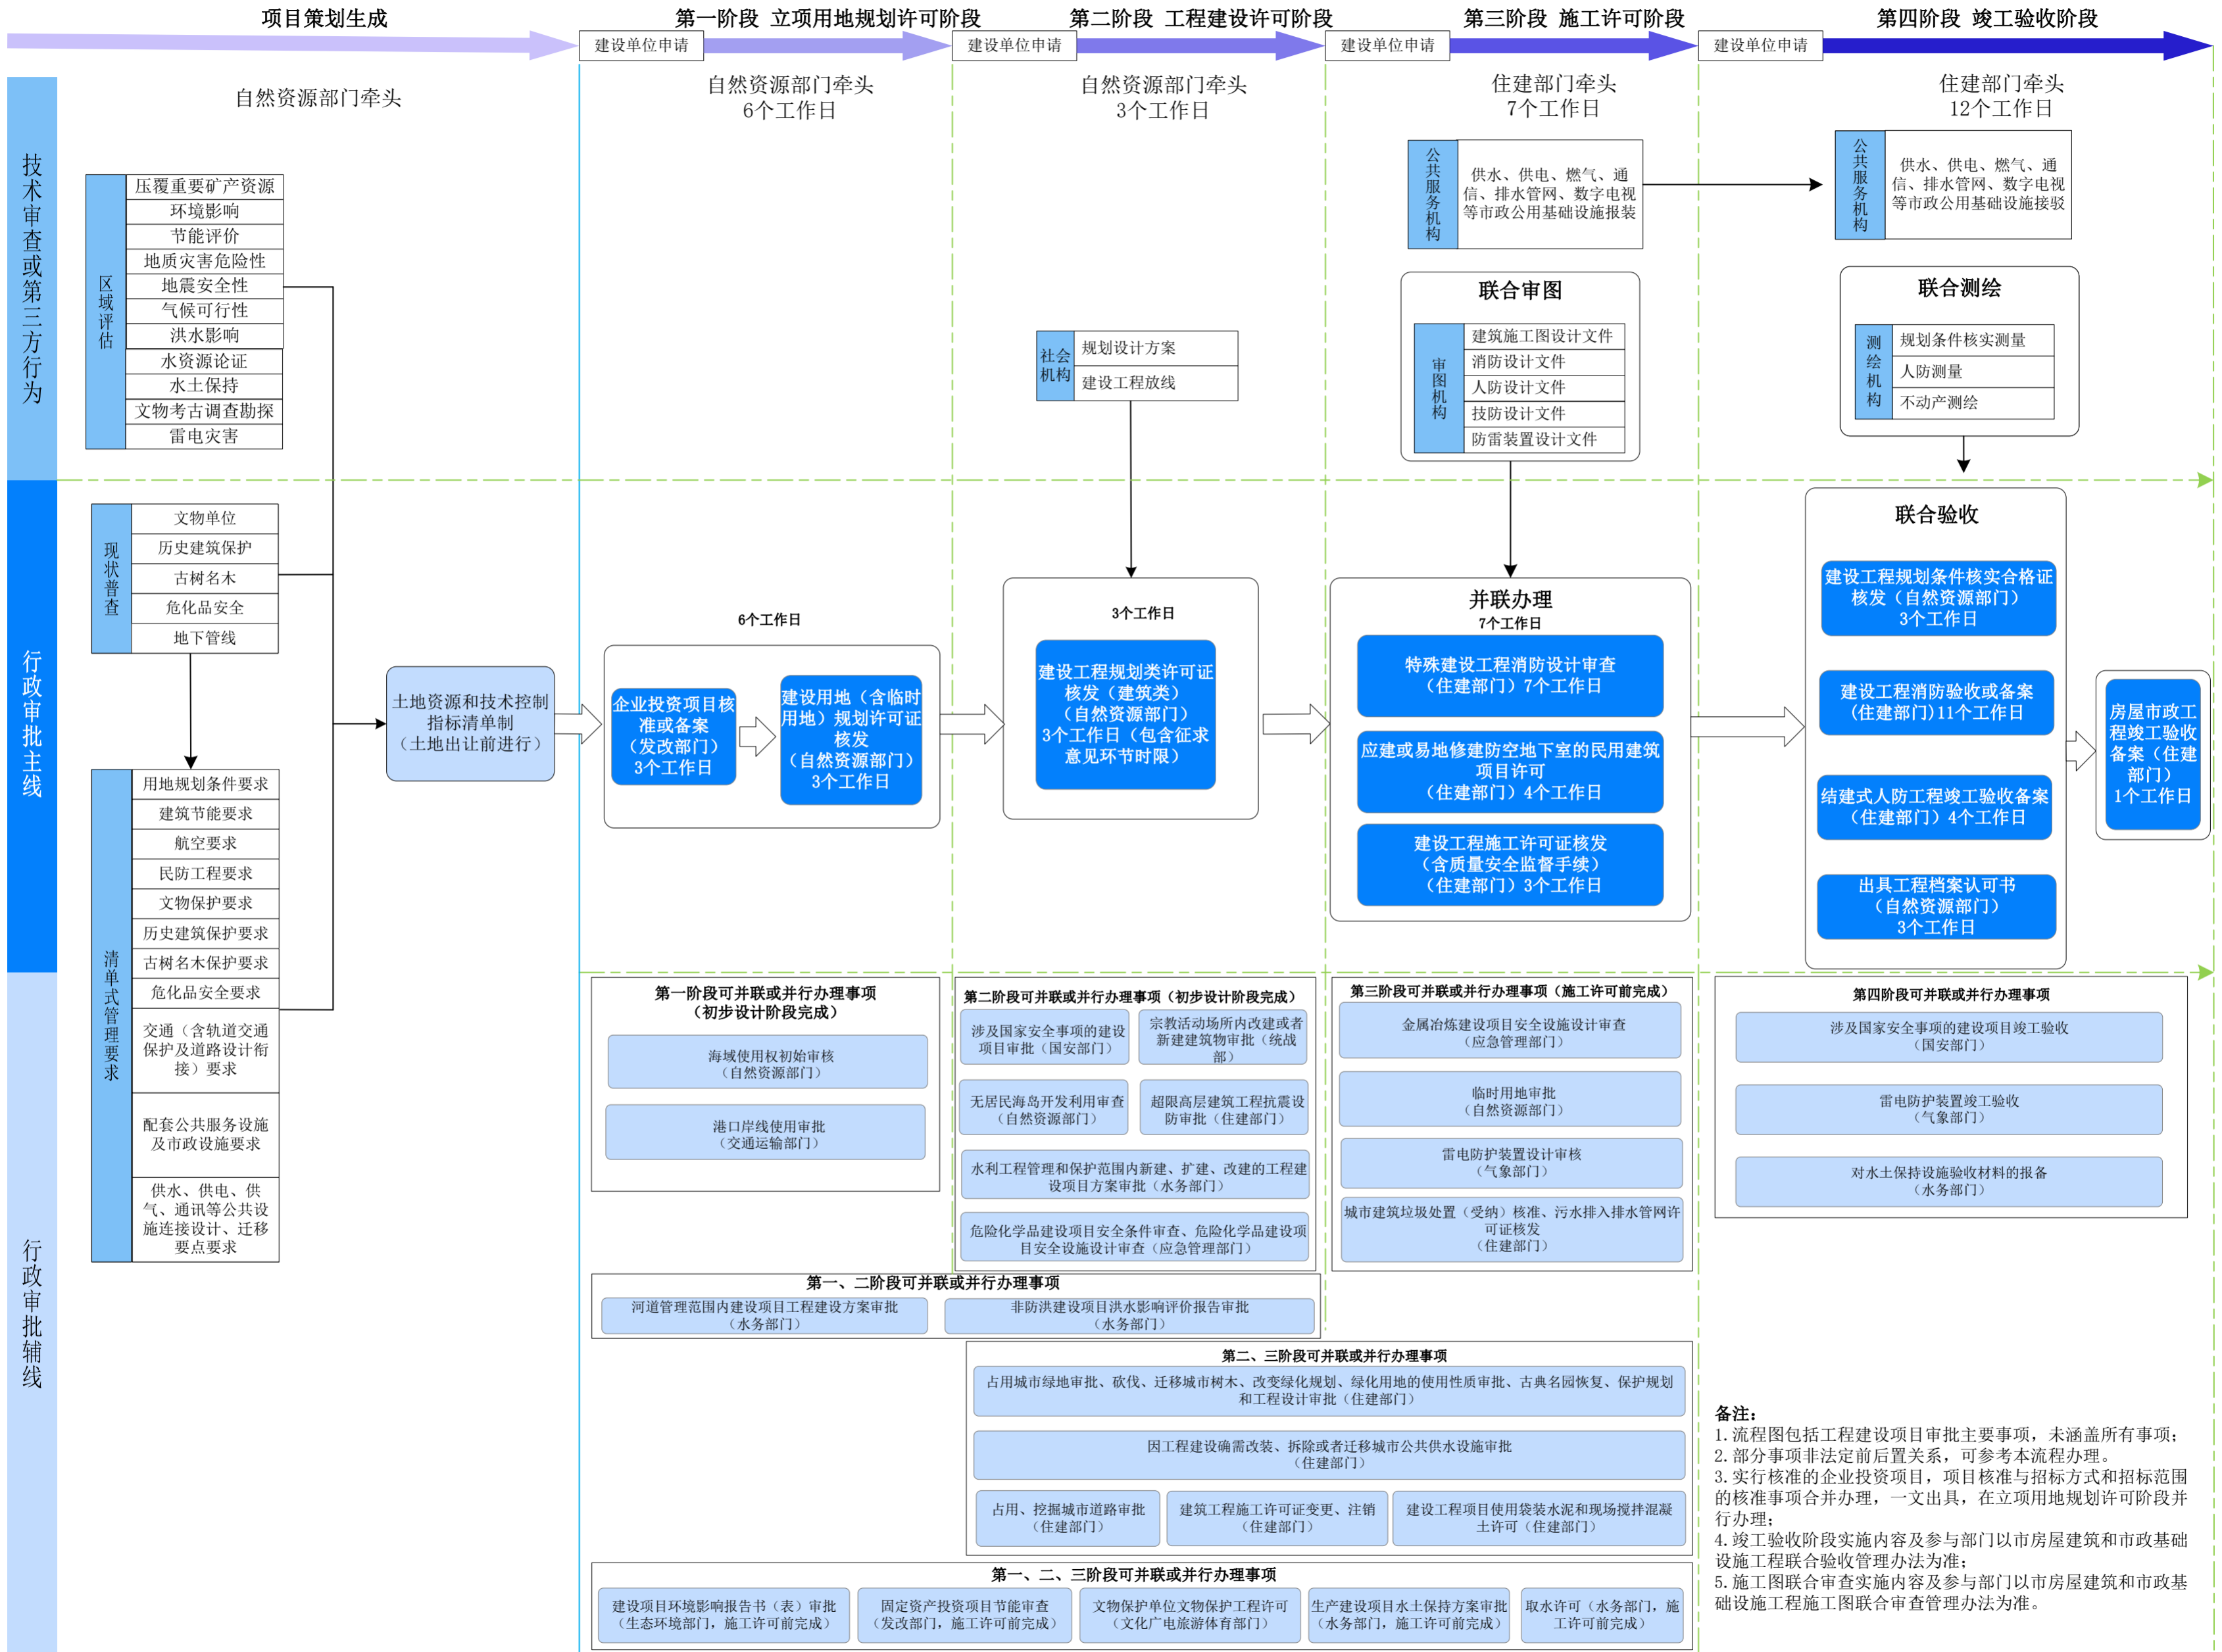 项目策划生成
第一阶段 立项用地规划许可阶段
第二阶段 工程建设许可阶段
第三阶段 施工许可阶段
第四阶段 竣工验收阶段
建设单位申请
建设单位申请
建设单位申请
建设单位申请
自然资源部门牵头
自然资源部门牵头
6个工作日
自然资源部门牵头
3个工作日
住建部门牵头
7个工作日
住建部门牵头
12个工作日
技术审查或第三方行为
区域评估
压覆重要矿产资源
环境影响
节能评价
地质灾害危险性
地震安全性
气候可行性
洪水影响
水资源论证
水土保持
文物考古调查勘探
雷电灾害
社会
机构
规划设计方案
建设工程放线
公共服务机构
供水、供电、燃气、通
信、排水管网、数字电视
等市政公用基础设施报装
联合审图
审图机构
建筑施工图设计文件
消防设计文件
人防设计文件
技防设计文件
防雷装置设计文件
公共服务机构
供水、供电、燃气、通
信、排水管网、数字电视
等市政公用基础设施接驳
联合测绘
测绘机构
规划条件核实测量
人防测量
不动产测绘
行政审批主线
现状普查
文物单位
历史建筑保护
古树名木
危化品安全
地下管线
清单式管理要求
用地规划条件要求
建筑节能要求
航空要求
民防工程要求
文物保护要求
历史建筑保护要求
古树名木保护要求
危化品安全要求
交通（含轨道交通
保护及道路设计衔
接）要求
配套公共服务设施
及市政设施要求
供水、供电、供
气、通讯等公共设
施连接设计、迁移
要点要求
土地资源和技术控制
指标清单制
（土地出让前进行）
6个工作日
企业投资项目核
准或备案
（发改部门）
3个工作日
建设用地（含临时
用地）规划许可证
核发
（自然资源部门）
3个工作日
3个工作日
建设工程规划类许可证
核发（建筑类）
（自然资源部门）
3个工作日（包含征求
意见环节时限）
并联办理
7个工作日
特殊建设工程消防设计审查
（住建部门）7个工作日
应建或易地修建防空地下室的民用建筑
项目许可
（住建部门）4个工作日
建设工程施工许可证核发
（含质量安全监督手续）
（住建部门）3个工作日
联合验收
建设工程规划条件核实合格证
核发（自然资源部门）
3个工作日
建设工程消防验收或备案
(住建部门)11个工作日
结建式人防工程竣工验收备案
（住建部门）4个工作日
出具工程档案认可书
（自然资源部门）
3个工作日
房屋市政工
程竣工验收
备案（住建
部门）
1个工作日
行政审批辅线
第一阶段可并联或并行办理事项
（初步设计阶段完成）
海域使用权初始审核
（自然资源部门）
港口岸线使用审批
（交通运输部门）
第二阶段可并联或并行办理事项（初步设计阶段完成）
涉及国家安全事项的建设
项目审批（国安部门）
宗教活动场所内改建或者
新建建筑物审批（统战
部）
无居民海岛开发利用审查
（自然资源部门）
超限高层建筑工程抗震设
防审批（住建部门）
水利工程管理和保护范围内新建、扩建、改建的工程建
设项目方案审批（水务部门）
危险化学品建设项目安全条件审查、危险化学品建设项
目安全设施设计审查（应急管理部门）
第三阶段可并联或并行办理事项（施工许可前完成）
金属冶炼建设项目安全设施设计审查
（应急管理部门）
临时用地审批
（自然资源部门）
雷电防护装置设计审核
（气象部门）
城市建筑垃圾处置（受纳）核准、污水排入排水管网许
可证核发
（住建部门）
第四阶段可并联或并行办理事项
涉及国家安全事项的建设项目竣工验收
（国安部门）
雷电防护装置竣工验收
（气象部门）
对水土保持设施验收材料的报备
（水务部门）
第一、二阶段可并联或并行办理事项
河道管理范围内建设项目工程建设方案审批
（水务部门）
非防洪建设项目洪水影响评价报告审批
（水务部门）
第二、三阶段可并联或并行办理事项
占用城市绿地审批、砍伐、迁移城市树木、改变绿化规划、绿化用地的使用性质审批、古典名园恢复、保护规划
和工程设计审批（住建部门）
因工程建设确需改装、拆除或者迁移城市公共供水设施审批
（住建部门）
占用、挖掘城市道路审批
（住建部门）
建筑工程施工许可证变更、注销
（住建部门）
建设工程项目使用袋装水泥和现场搅拌混凝
土许可（住建部门）
第一、二、三阶段可并联或并行办理事项
建设项目环境影响报告书（表）审批
（生态环境部门，施工许可前完成）
固定资产投资项目节能审查
（发改部门，施工许可前完成）
文物保护单位文物保护工程许可
（文化广电旅游体育部门）
生产建设项目水土保持方案审批
（水务部门，施工许可前完成）
取水许可（水务部门，施
工许可前完成）
备注：
1.流程图包括工程建设项目审批主要事项，未涵盖所有事项；
2.部分事项非法定前后置关系，可参考本流程办理。
3.实行核准的企业投资项目，项目核准与招标方式和招标范围
的核准事项合并办理，一文出具，在立项用地规划许可阶段并
行办理；
4.竣工验收阶段实施内容及参与部门以市房屋建筑和市政基础
设施工程联合验收管理办法为准；
5.施工图联合审查实施内容及参与部门以市房屋建筑和市政基
础设施工程施工图联合审查管理办法为准。